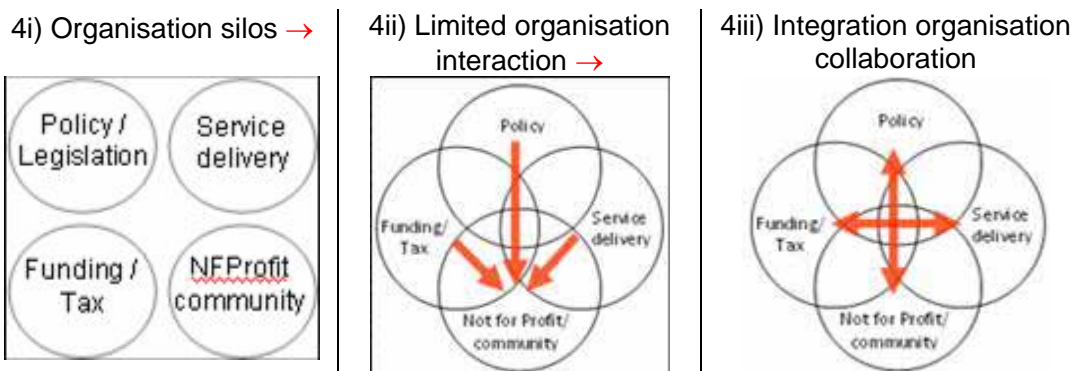 4i) Organisation silos →
Policy /
Legislation
Service
delivery
Funding /
Tax
NFProfit
community
4ii) Limited organisation
interaction →
Policy
Funding/
Tax
Service
delivery
Not for Profit/
community
4iii) Integration organisation
collaboration
Policy
Funding/
Tax
Service
delivery
Not for Profit/
community